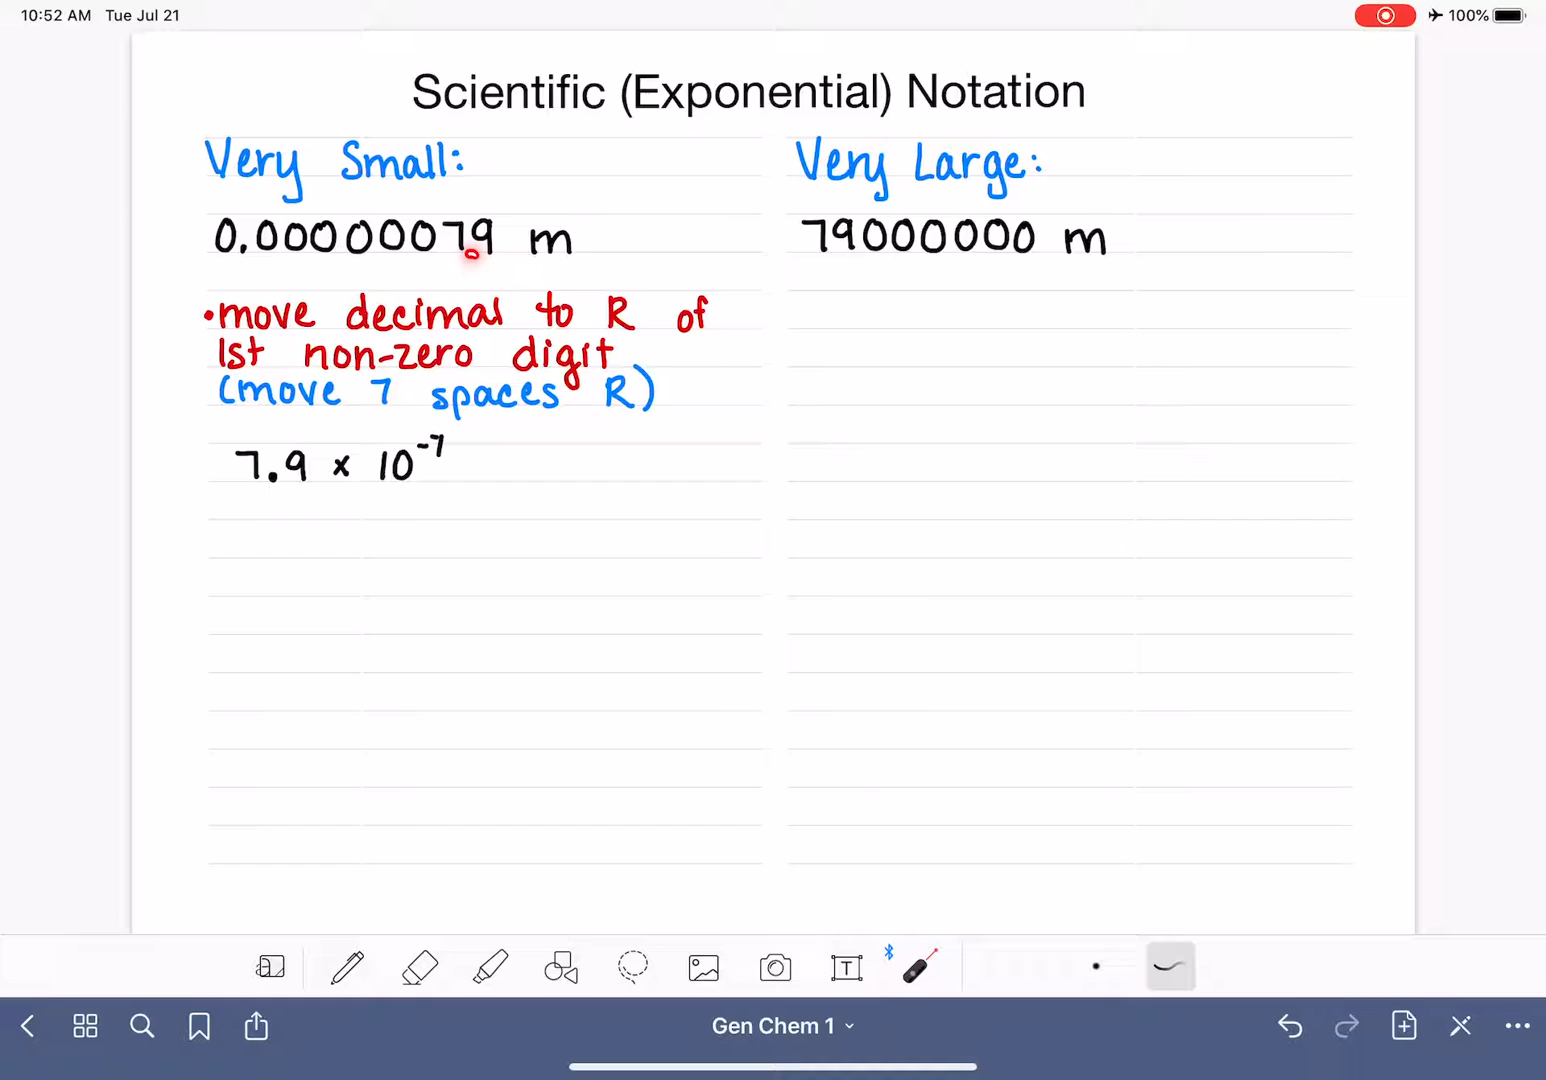 10:52 AM Tue Jul 21
100%
Scientific (Exponential) Notation
Very Small:
0.00000079 m
•move decimal to R of
1st non-zero digit
(move 7 spaces R)
7.9 × 10⁻⁷
Very Large:
79000000 m
T
Gen Chem 1